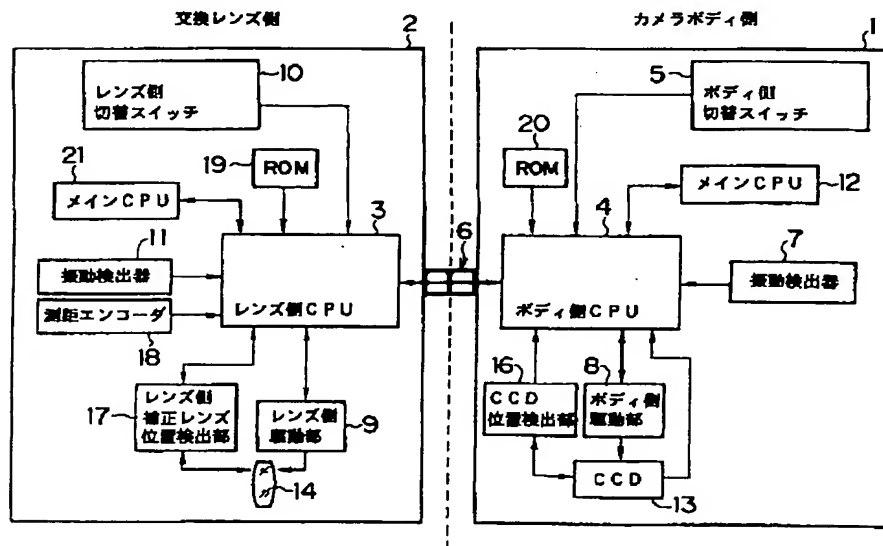 交換レンズ側
カメラボディ側
2
1
10
レンズ側
切替スイッチ
5
ボディ側
切替スイッチ
19
ROM
20
ROM
21
メインCPU
メインCPU
12
3
レンズ側CPU
6
4
ボディ側CPU
11
振動検出器
7
振動検出器
測距エンコーダ
18
17
レンズ側
補正レンズ
位置検出部
レンズ側
駆動部
9
14
16
CCD
位置検出部
8
ボディ側
駆動部
CCD
13